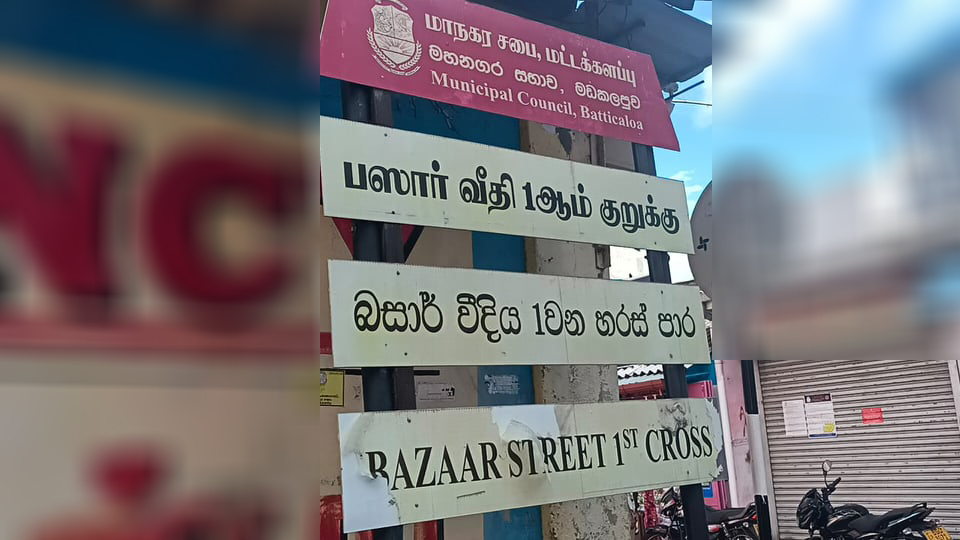 மாநகர சபை, மட்டக்களப்பு
මහනගර සභාව, මඩකලපුව
Municipal Council, Batticaloa
பஸார் வீதி 1ஆம் குறுக்கு
බසාර් වීදිය 1වන හරස් පාර
BAZAAR STREET 1ST CROSS